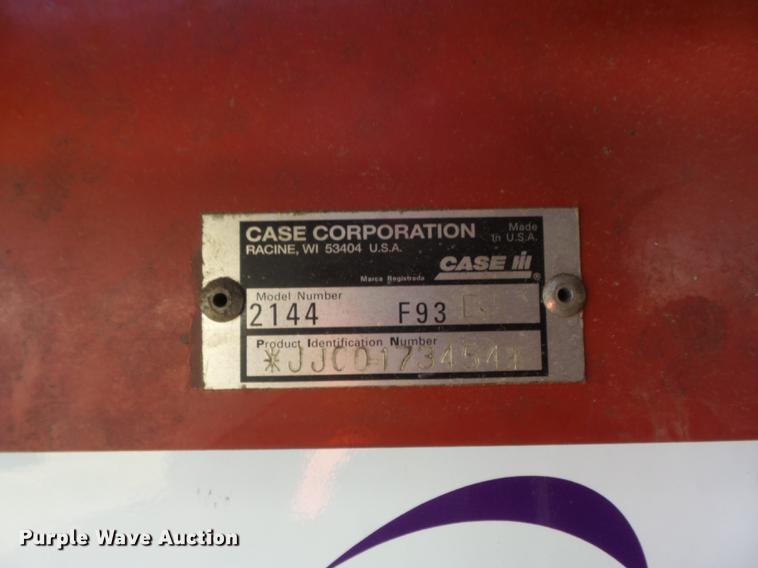 CASE CORPORATION
Made
In U.S.A.
RACINE, WI 53404 U.S.A.
Marca Registrada
CASE IH®
Model Number
2144 F93
Product Identification Number
*JJC0173454*
Purple Wave Auction®